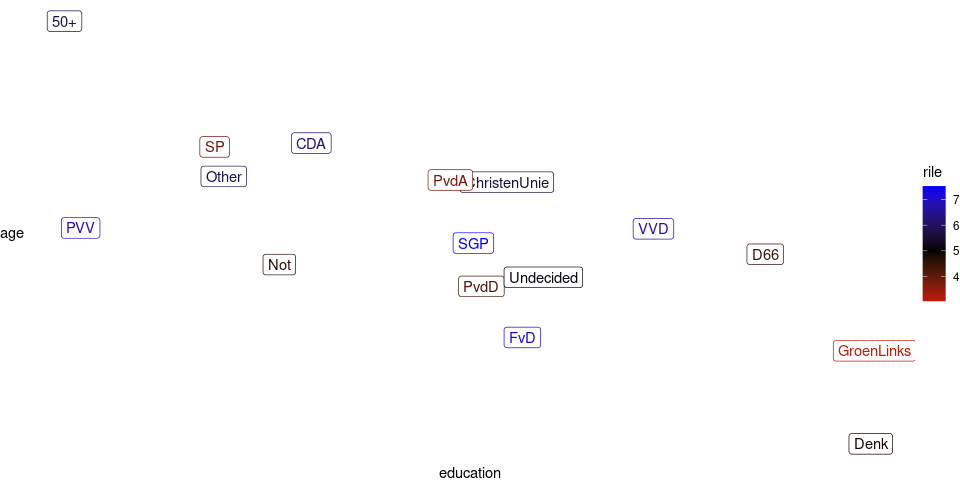 50+
SP
CDA
Other
PvdA
ChristenUnie
PVV
VVD
age
SGP
D66
Not
Undecided
PvdD
FvD
GroenLinks
Denk
education
rile
7
6
5
4